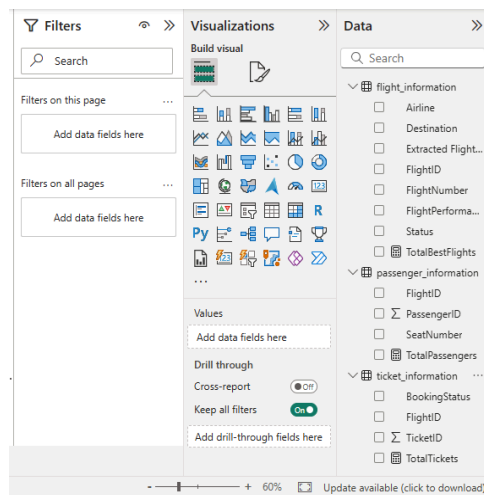 Filters
Search
Filters on this page
...
Add data fields here
Filters on all pages
...
Add data fields here
Visualizations
Build visual
123
R
Py
123
...
Values
Add data fields here
Drill through
Cross-report
Off
Keep all filters
On
Add drill-through fields here
Data
Search
flight_information
Airline
Destination
Extracted Flight...
FlightID
FlightNumber
FlightPerforma...
Status
TotalBestFlights
passenger_information
FlightID
∑ PassengerID
SeatNumber
TotalPassengers
ticket_information ...
BookingStatus
FlightID
∑ TicketID
TotalTickets
- + 60%
Update available (click to download)